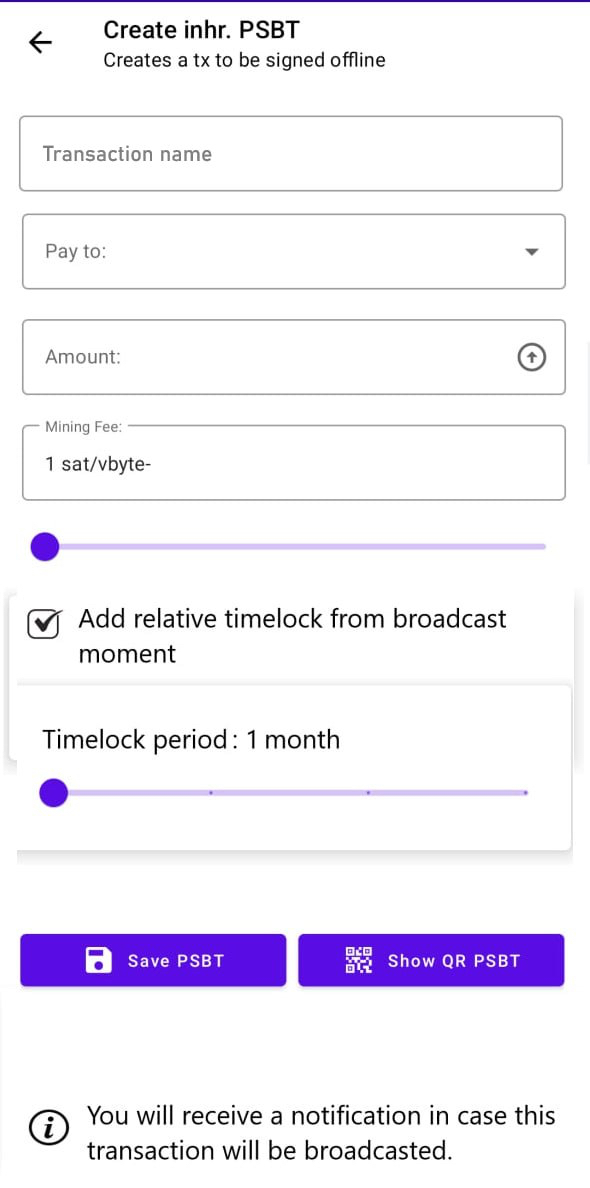 Create inhr. PSBT
Creates a tx to be signed offline
Transaction name
Pay to:
Amount:
Mining Fee:
1 sat/vbyte-
Add relative timelock from broadcast
moment
Timelock period: 1 month
Save PSBT
Show QR PSBT
You will receive a notification in case this
transaction will be broadcasted.